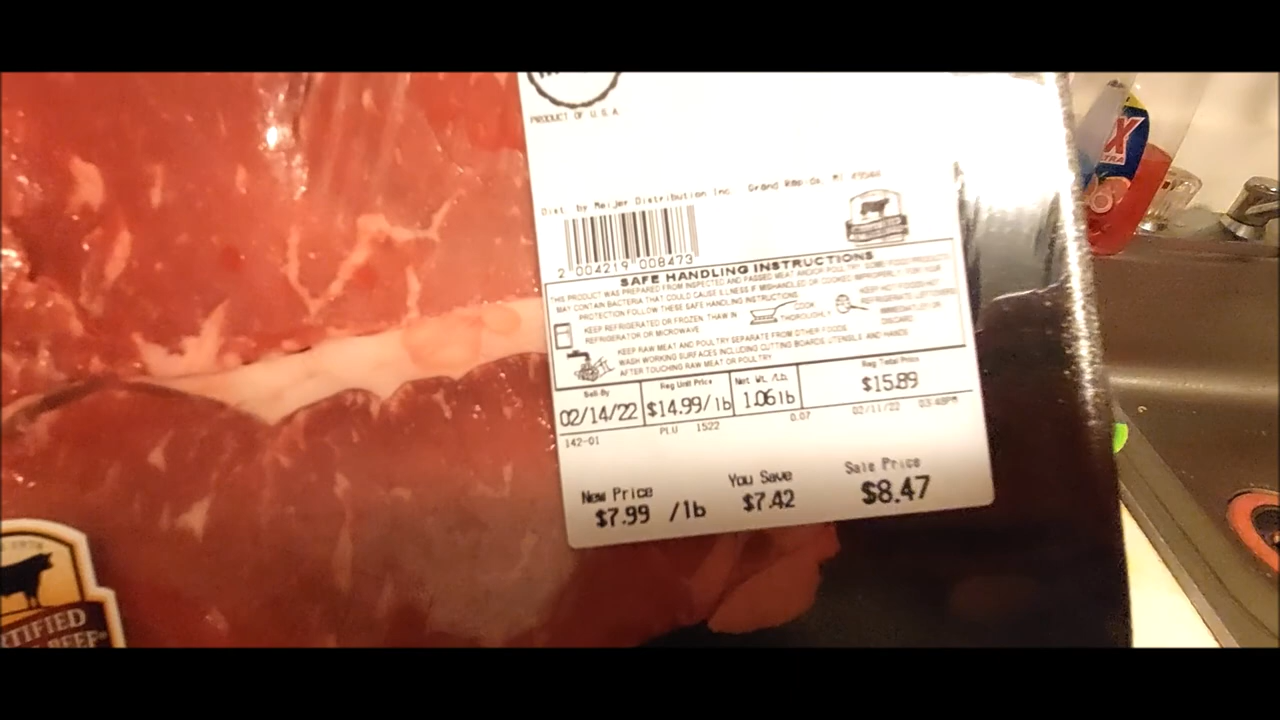 PRODUCT OF U.S.A.
Dist. by Meijer Distribution Inc. Grand Rapids, MI 49544
2 004219 008473
SAFE HANDLING INSTRUCTIONS
THIS PRODUCT WAS PREPARED FROM INSPECTED AND PASSED MEAT AND/OR POULTRY. SOME FOOD PRODUCTS
MAY CONTAIN BACTERIA THAT COULD CAUSE ILLNESS IF MISHANDLED OR COOKED IMPROPERLY. FOR YOUR
PROTECTION FOLLOW THESE SAFE HANDLING INSTRUCTIONS.
KEEP REFRIGERATED OR FROZEN. THAW IN
REFRIGERATOR OR MICROWAVE.
COOK
THOROUGHLY.
KEEP HOT FOODS HOT.
REFRIGERATE LEFTOVERS
IMMEDIATELY OR
DISCARD.
KEEP RAW MEAT AND POULTRY SEPARATE FROM OTHER FOODS.
WASH WORKING SURFACES INCLUDING CUTTING BOARDS, UTENSILS, AND HANDS
AFTER TOUCHING RAW MEAT OR POULTRY.
Sell By
02/14/22
Reg Unit Price
$14.99/lb
Net Wt./Lb.
1.06 lb
Reg Total Price
$15.89
142-01
PLU 1522
0.07
02/11/22
03:48PM
New Price
$7.99 /lb
You Save
$7.42
Sale Price
$8.47
RTIFIED
BEEF
X
TRA